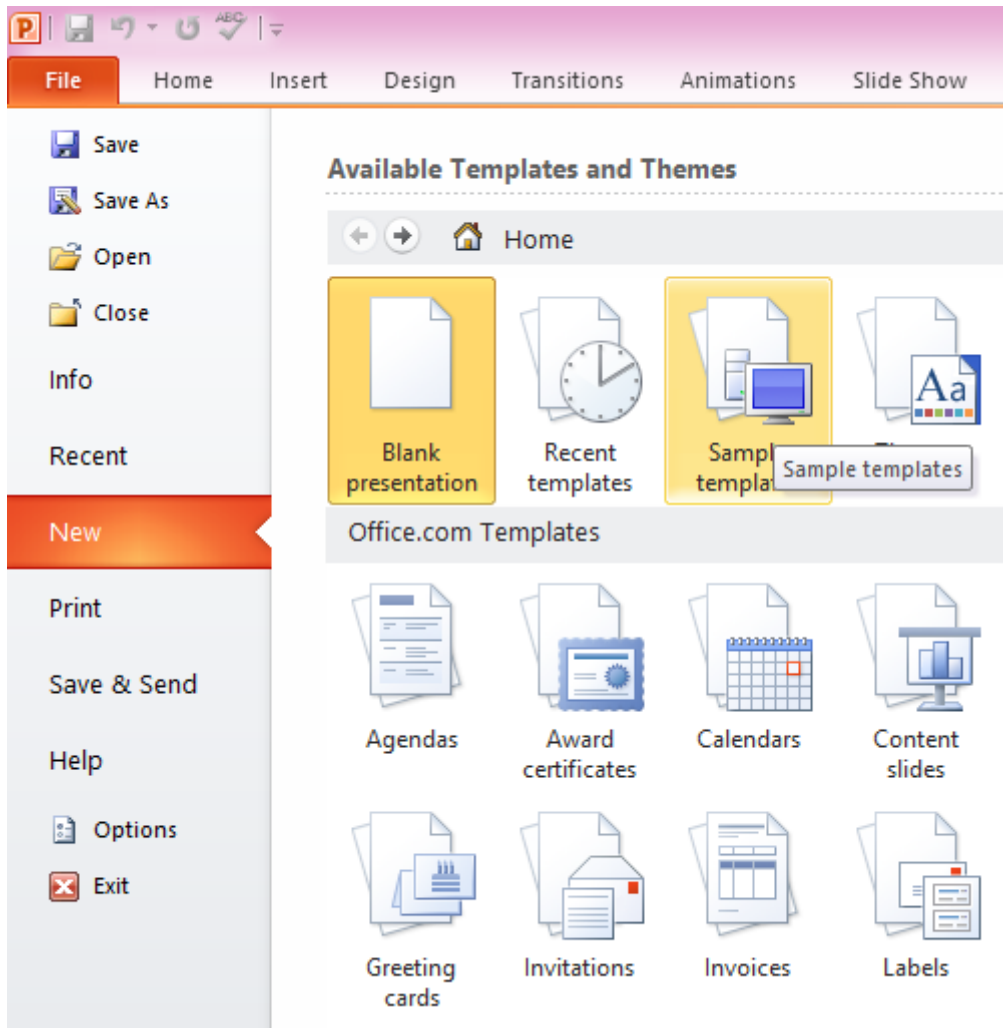 P ABC
File Home Insert Design Transitions Animations Slide Show
Save
Save As
Open
Close
Info
Recent
New
Print
Save & Send
Help
Options
Exit
Available Templates and Themes
Home
Blank presentation
Recent templates
Aa
Sample templates
Office.com Templates
Agendas
Award certificates
Calendars
Content slides
Greeting cards
Invitations
Invoices
Labels